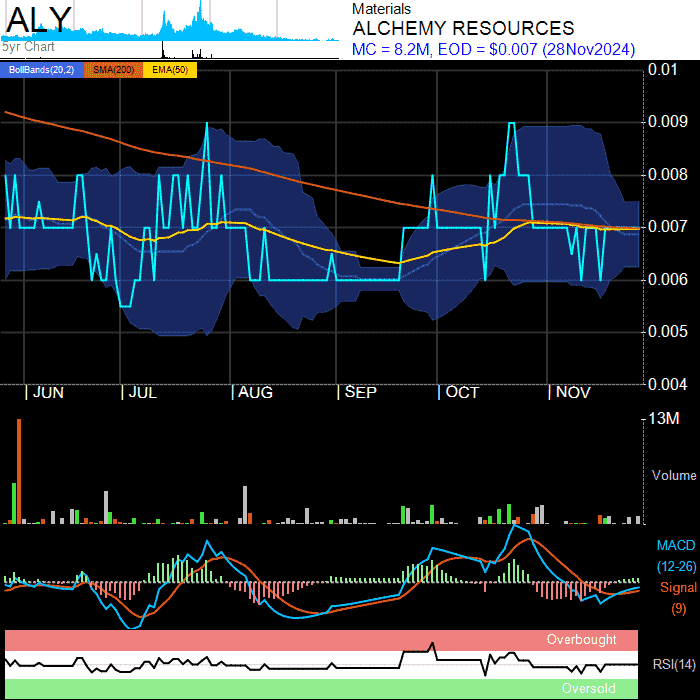 ALY
5yr Chart
Materials
ALCHEMY RESOURCES
MC = 8.2M, EOD = $0.007 (28Nov2024)
BollBands(20,2) SMA(200) EMA(50)
0.01
0.009
0.008
0.007
0.006
0.005
0.004
JUN JUL AUG SEP OCT NOV
13M
Volume
MACD
(12-26)
Signal
(9)
Overbought
RSI(14)
Oversold